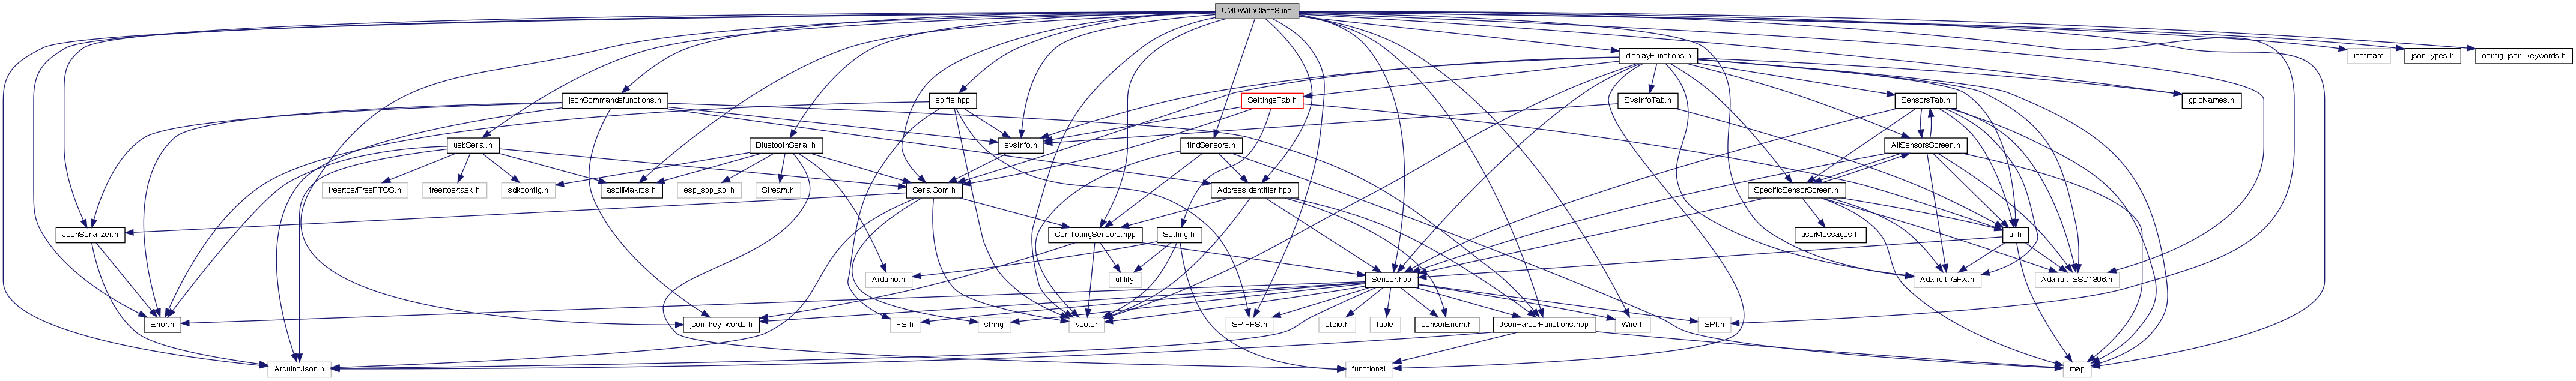 UMDWithClass3.ino
displayFunctions.h
iostream
jsonTypes.h
config_json_keywords.h
jsonCommandsfunctions.h
spiffs.hpp
SettingsTab.h
SysInfoTab.h
SensorsTab.h
gpioNames.h
usbSerial.h
BluetoothSerial.h
sysInfo.h
findSensors.h
AllSensorsScreen.h
freertos/FreeRTOS.h
freertos/task.h
sdkconfig.h
asciiMakros.h
esp_spp_api.h
Stream.h
SerialCom.h
AddressIdentifier.hpp
SpecificSensorScreen.h
JsonSerializer.h
ConflictingSensors.hpp
Setting.h
userMessages.h
ui.h
Arduino.h
utility
Sensor.hpp
Adafruit_GFX.h
Adafruit_SSD1306.h
Error.h
json_key_words.h
FS.h
string
vector
SPIFFS.h
stdio.h
tuple
sensorEnum.h
JsonParserFunctions.hpp
Wire.h
SPI.h
ArduinoJson.h
functional
map